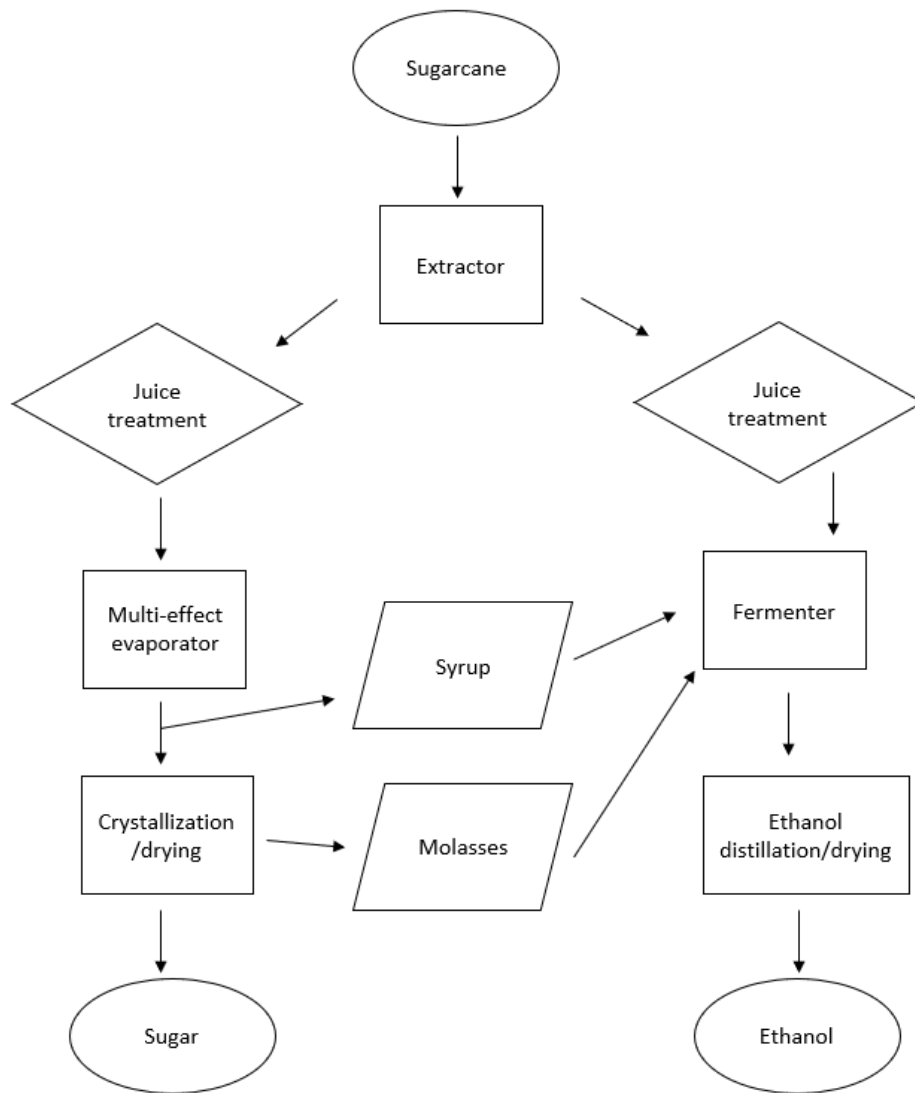 Sugarcane
Extractor
Juice
treatment
Juice
treatment
Multi-effect
evaporator
Syrup
Fermenter
Crystallization
/drying
Molasses
Ethanol
distillation/drying
Sugar
Ethanol